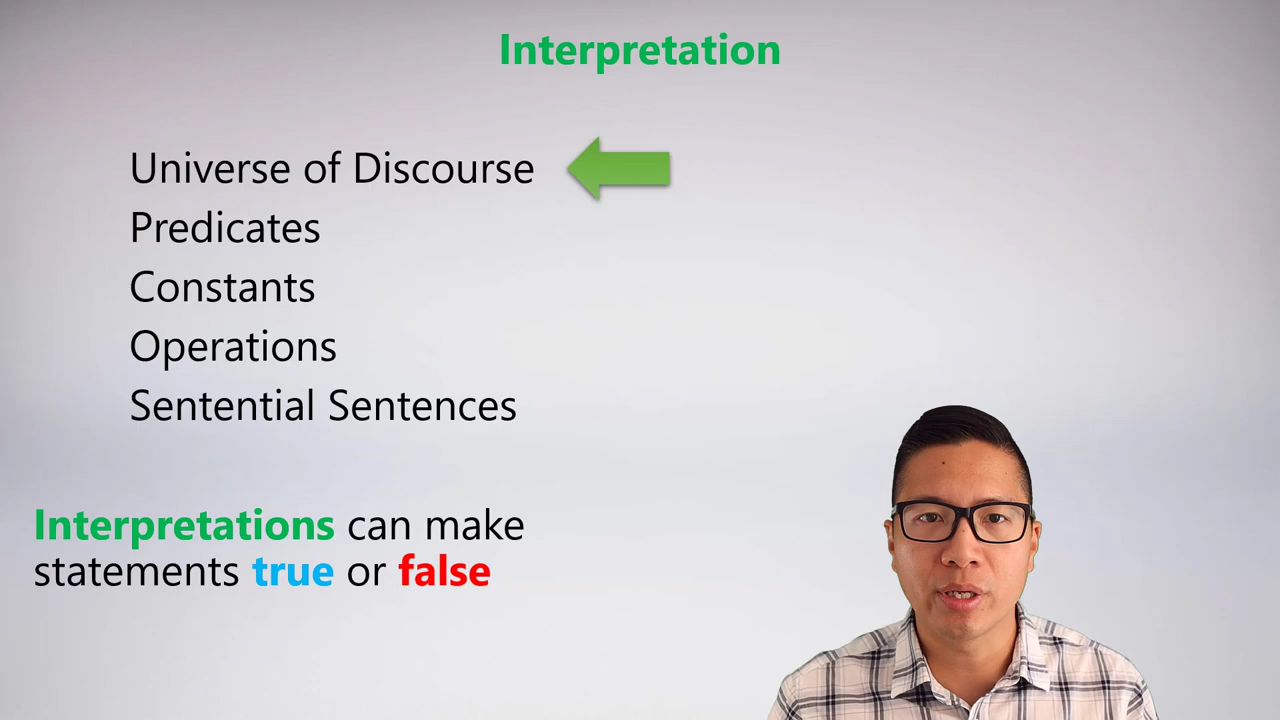 Interpretation
Universe of Discourse
Predicates
Constants
Operations
Sentential Sentences
Interpretations can make
statements true or false